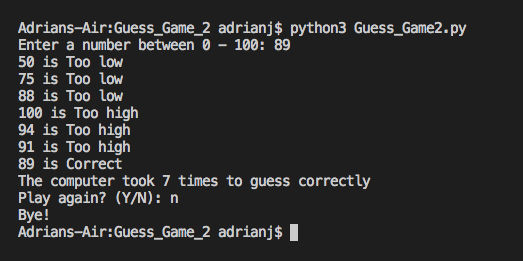 Adrians-Air:Guess_Game_2 adrianj$ python3 Guess_Game2.py
Enter a number between 0 - 100: 89
50 is Too low
75 is Too low
88 is Too low
100 is Too high
94 is Too high
91 is Too high
89 is Correct
The computer took 7 times to guess correctly
Play again? (Y/N): n
Bye!
Adrians-Air:Guess_Game_2 adrianj$